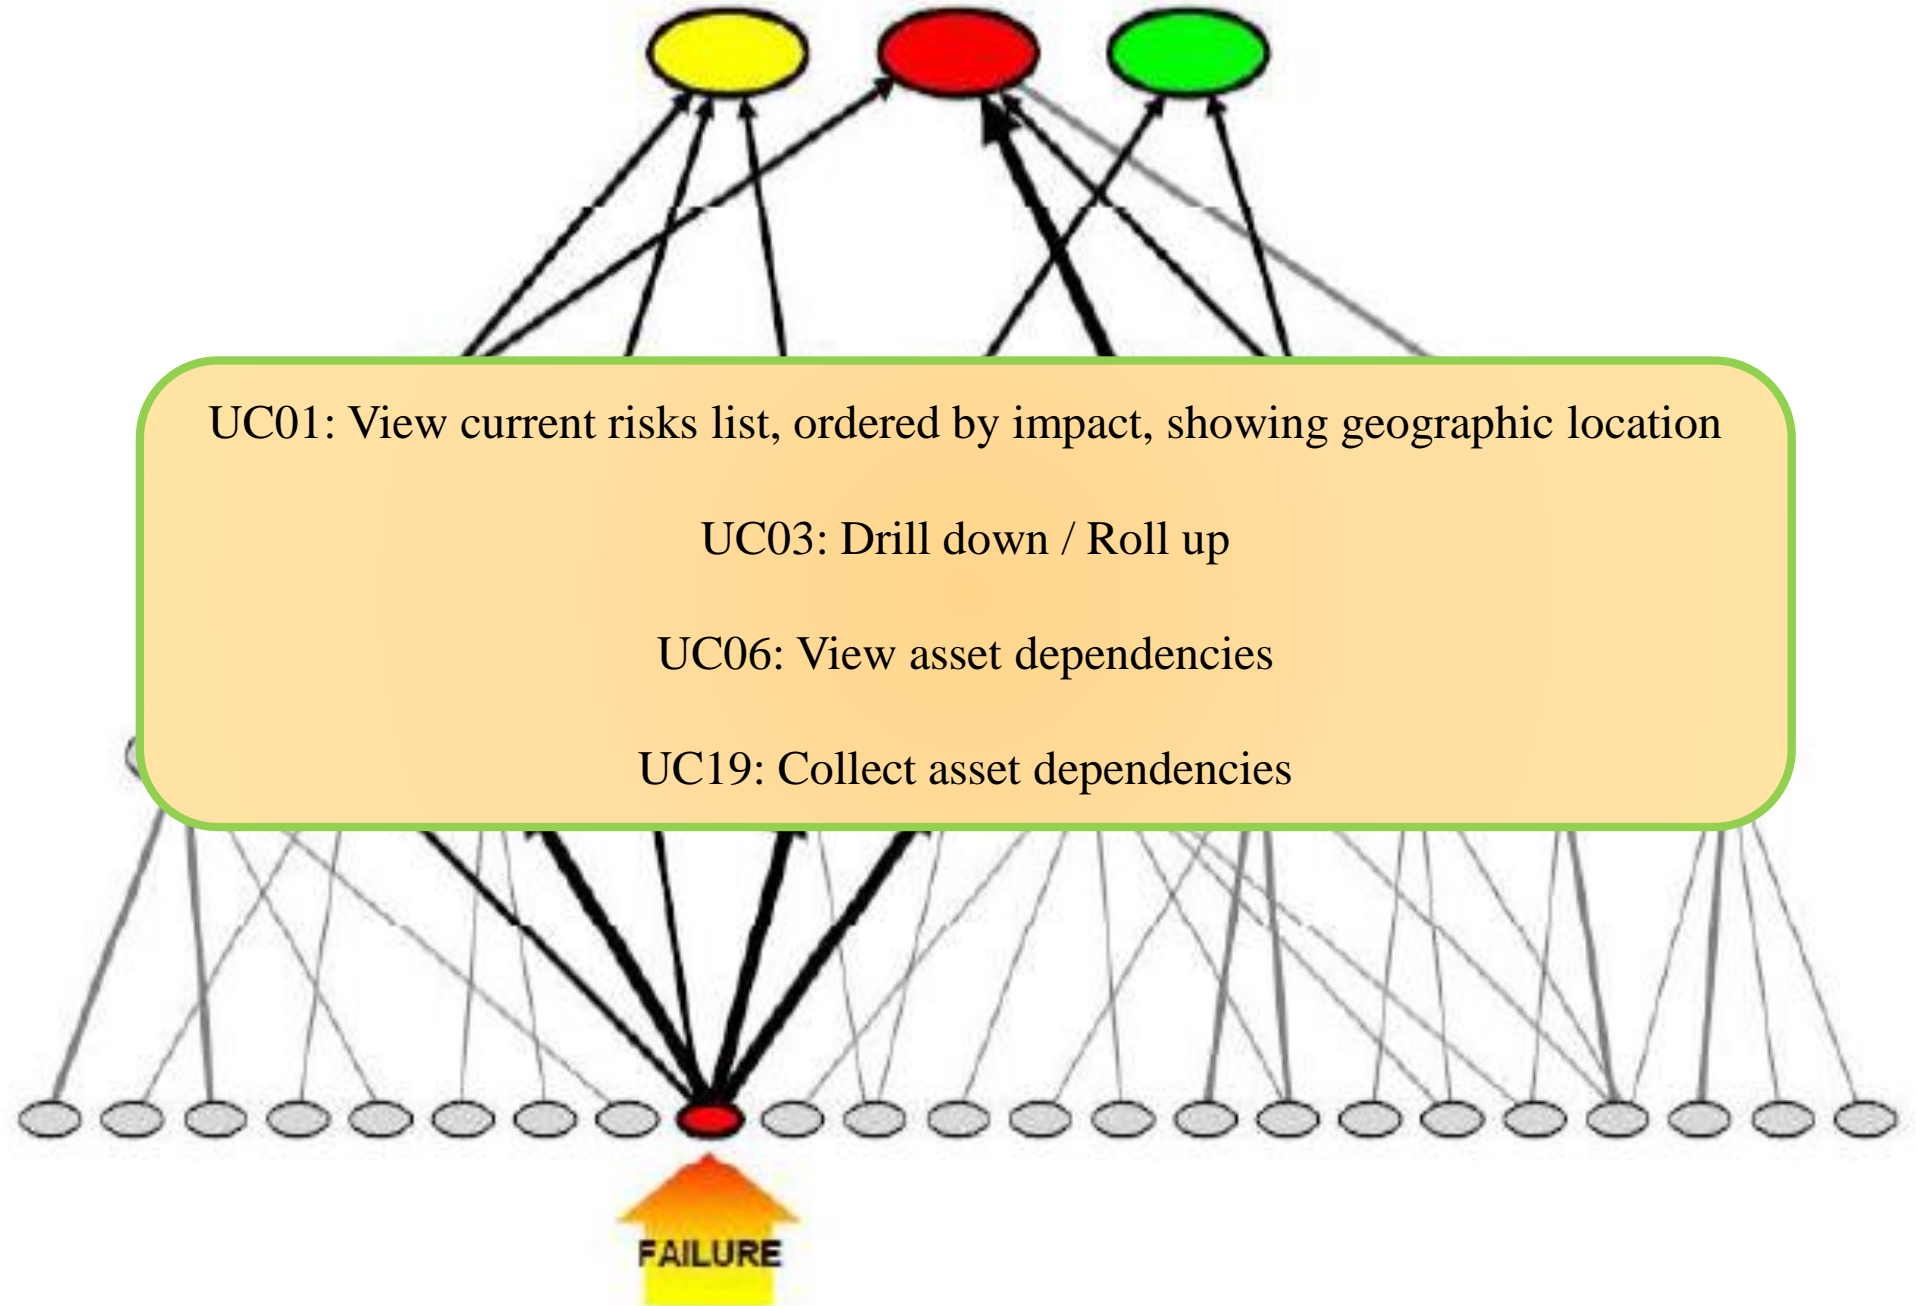 UC01: View current risks list, ordered by impact, showing geographic location
UC03: Drill down / Roll up
UC06: View asset dependencies
UC19: Collect asset dependencies
FAILURE